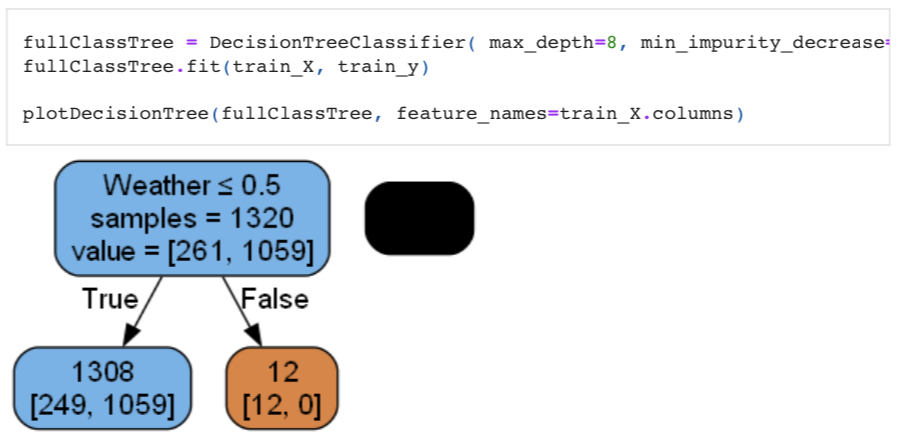 fullClassTree = DecisionTreeClassifier( max_depth=8, min_impurity_decrease=
fullClassTree.fit(train_X, train_y)
plotDecisionTree(fullClassTree, feature_names=train_X.columns)
Weather ≤ 0.5
samples = 1320
value = [261, 1059]
True
False
1308
[249, 1059]
12
[12, 0]